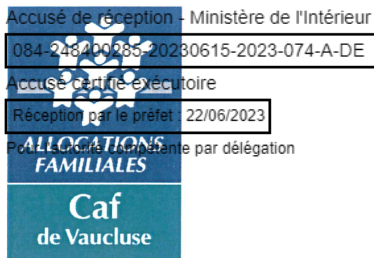 Accusé de réception - Ministère de l'Intérieur
084-248400285-20230615-2023-074-A-DE
Accusé certifié exécutoire
Réception par le préfet : 22/06/2023
Pour l'autorité compétente par délégation
ALLOCATIONS
FAMILIALES
Caf
de Vaucluse